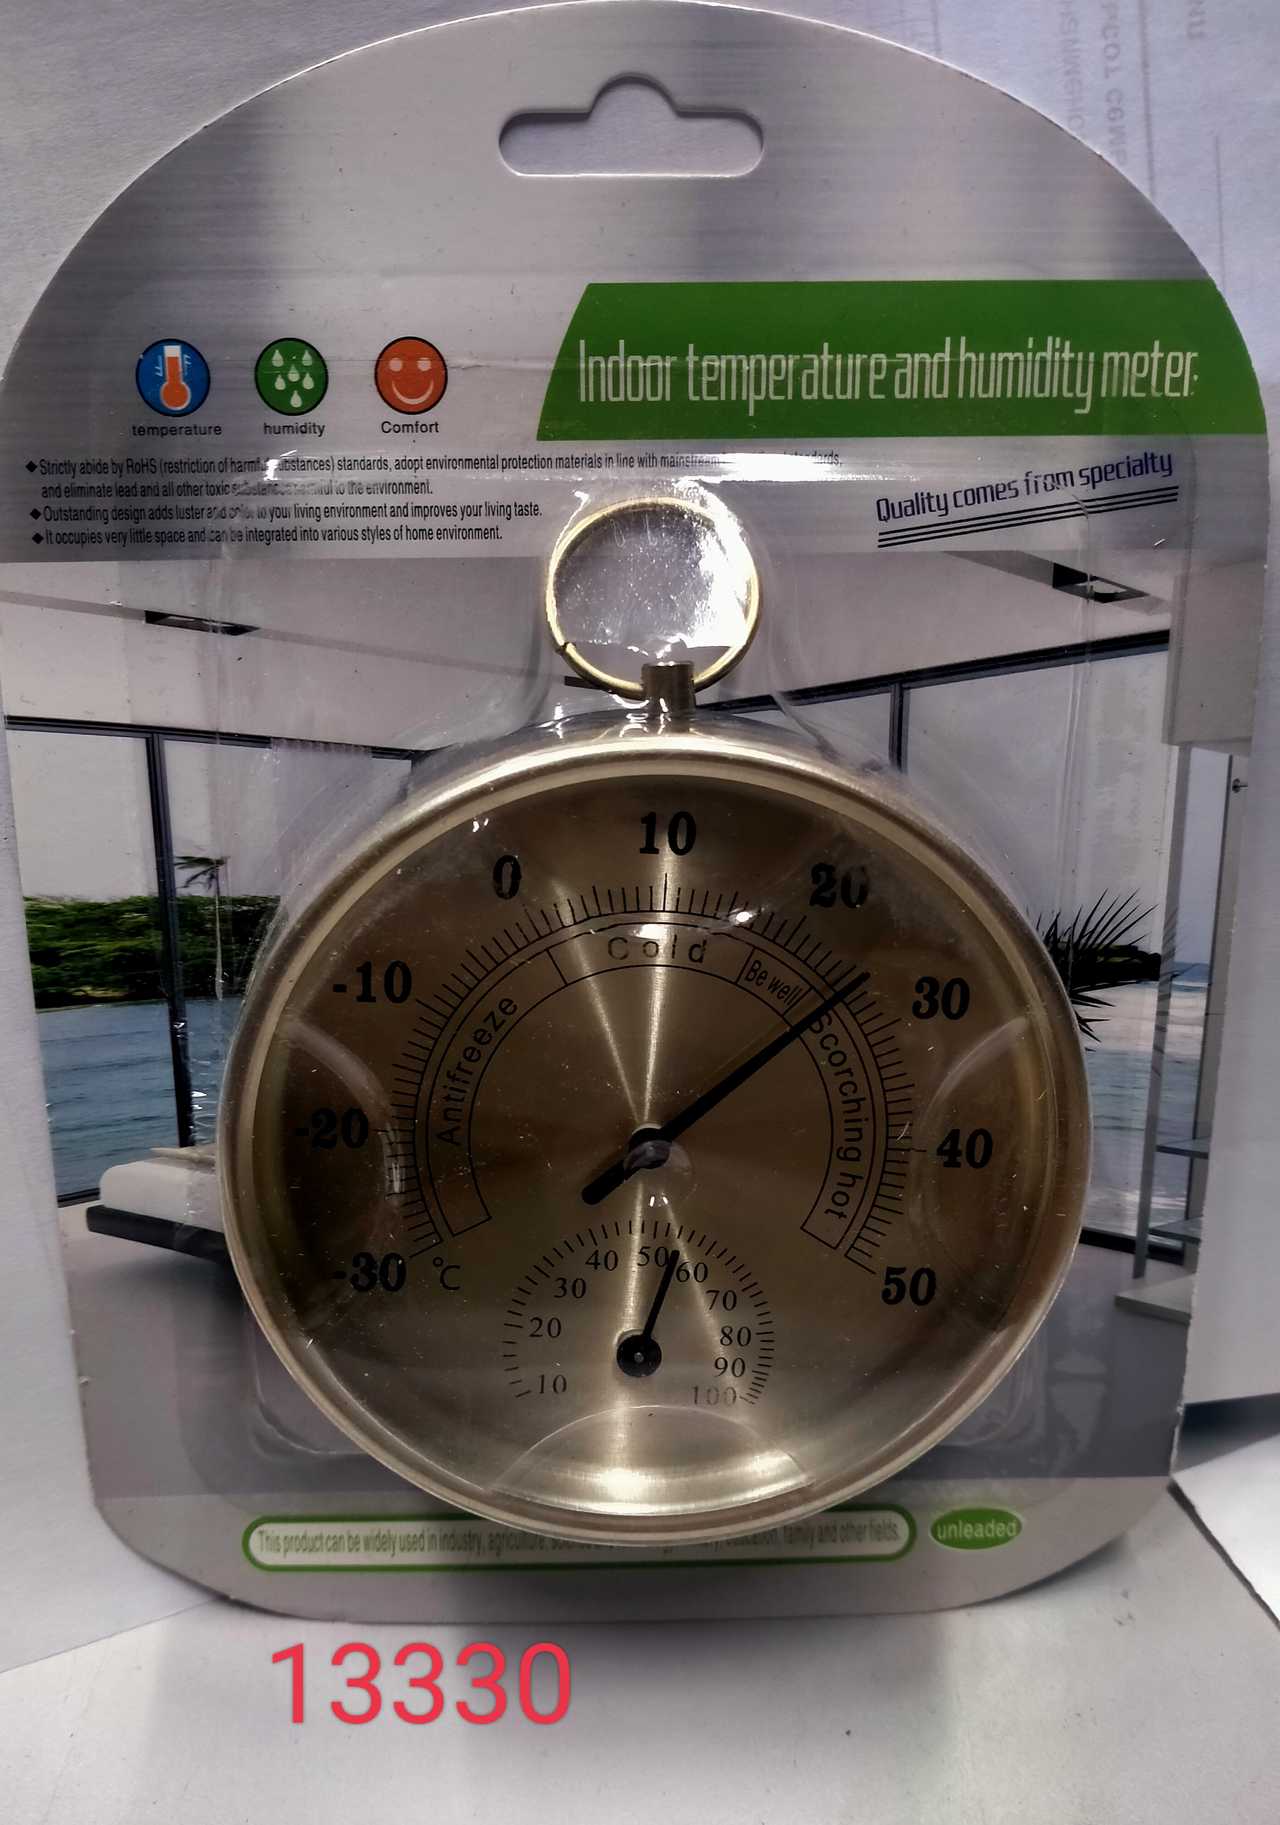 Indoor temperature and humidity meter
temperature
humidity
Comfort
◆Strictly abide by RoHS (restriction of harmful substances) standards, adopt environmental protection materials in line with mainstream standards,
and eliminate lead and all other toxic substances harmful to the environment.
◆Outstanding design adds luster and color to your living environment and improves your living taste.
◆It occupies very little space and can be integrated into various styles of home environment.
Quality comes from specialty
10
0
20
-10
30
-20
40
-30
°C
50
Antifreeze
Cold
Be well
Scorching hot
10
20
30
40
50
60
70
80
90
100
This product can be widely used in industry, agriculture, family and other fields.
unleaded
13330